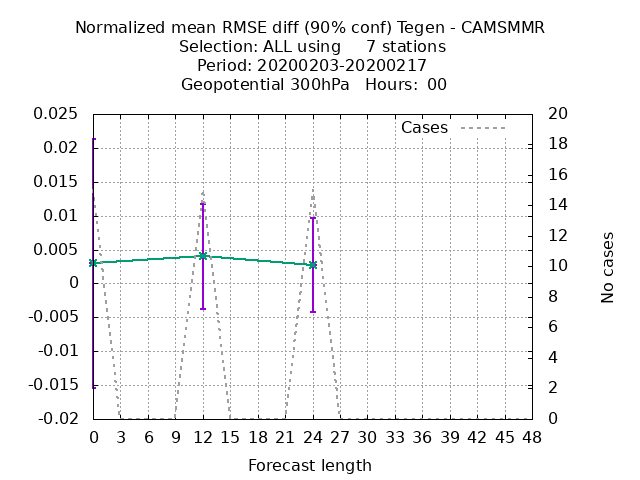 Normalized mean RMSE diff (90% conf) Tegen - CAMSMMR
Selection: ALL using     7 stations
Period: 20200203-20200217
Geopotential 300hPa   Hours:  00
Cases
0.025
0.02
0.015
0.01
0.005
0
-0.005
-0.01
-0.015
-0.02
20
18
16
14
12
10
8
6
4
2
0
No cases
0 3 6 9 12 15 18 21 24 27 30 33 36 39 42 45 48
Forecast length